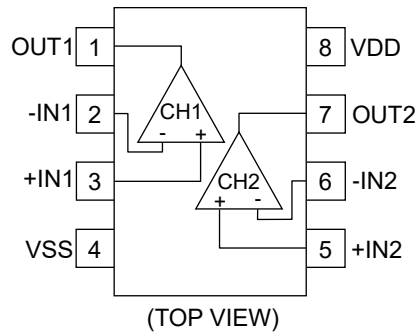 OUT1 1
8 VDD
-IN1 2
CH1
- +
7 OUT2
+IN1 3
CH2
+ -
6 -IN2
VSS 4
5 +IN2
(TOP VIEW)